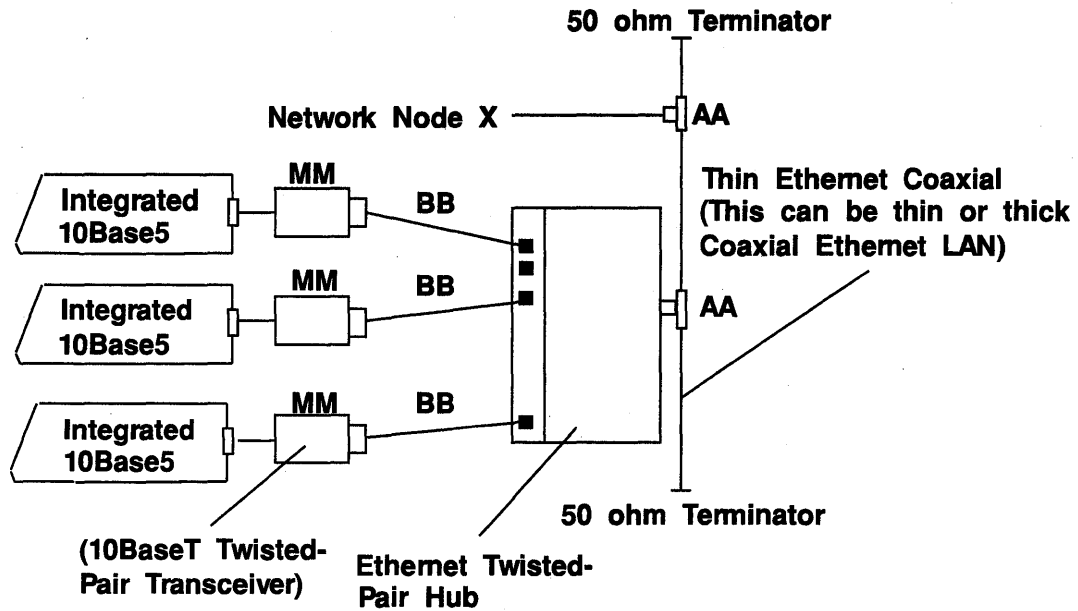 50 ohm Terminator
Network Node X
AA
MM
BB
Integrated
10Base5
Thin Ethernet Coaxial
(This can be thin or thick
Coaxial Ethernet LAN)
MM
BB
Integrated
10Base5
AA
MM
BB
Integrated
10Base5
50 ohm Terminator
(10BaseT Twisted-
Pair Transceiver)
Ethernet Twisted-
Pair Hub